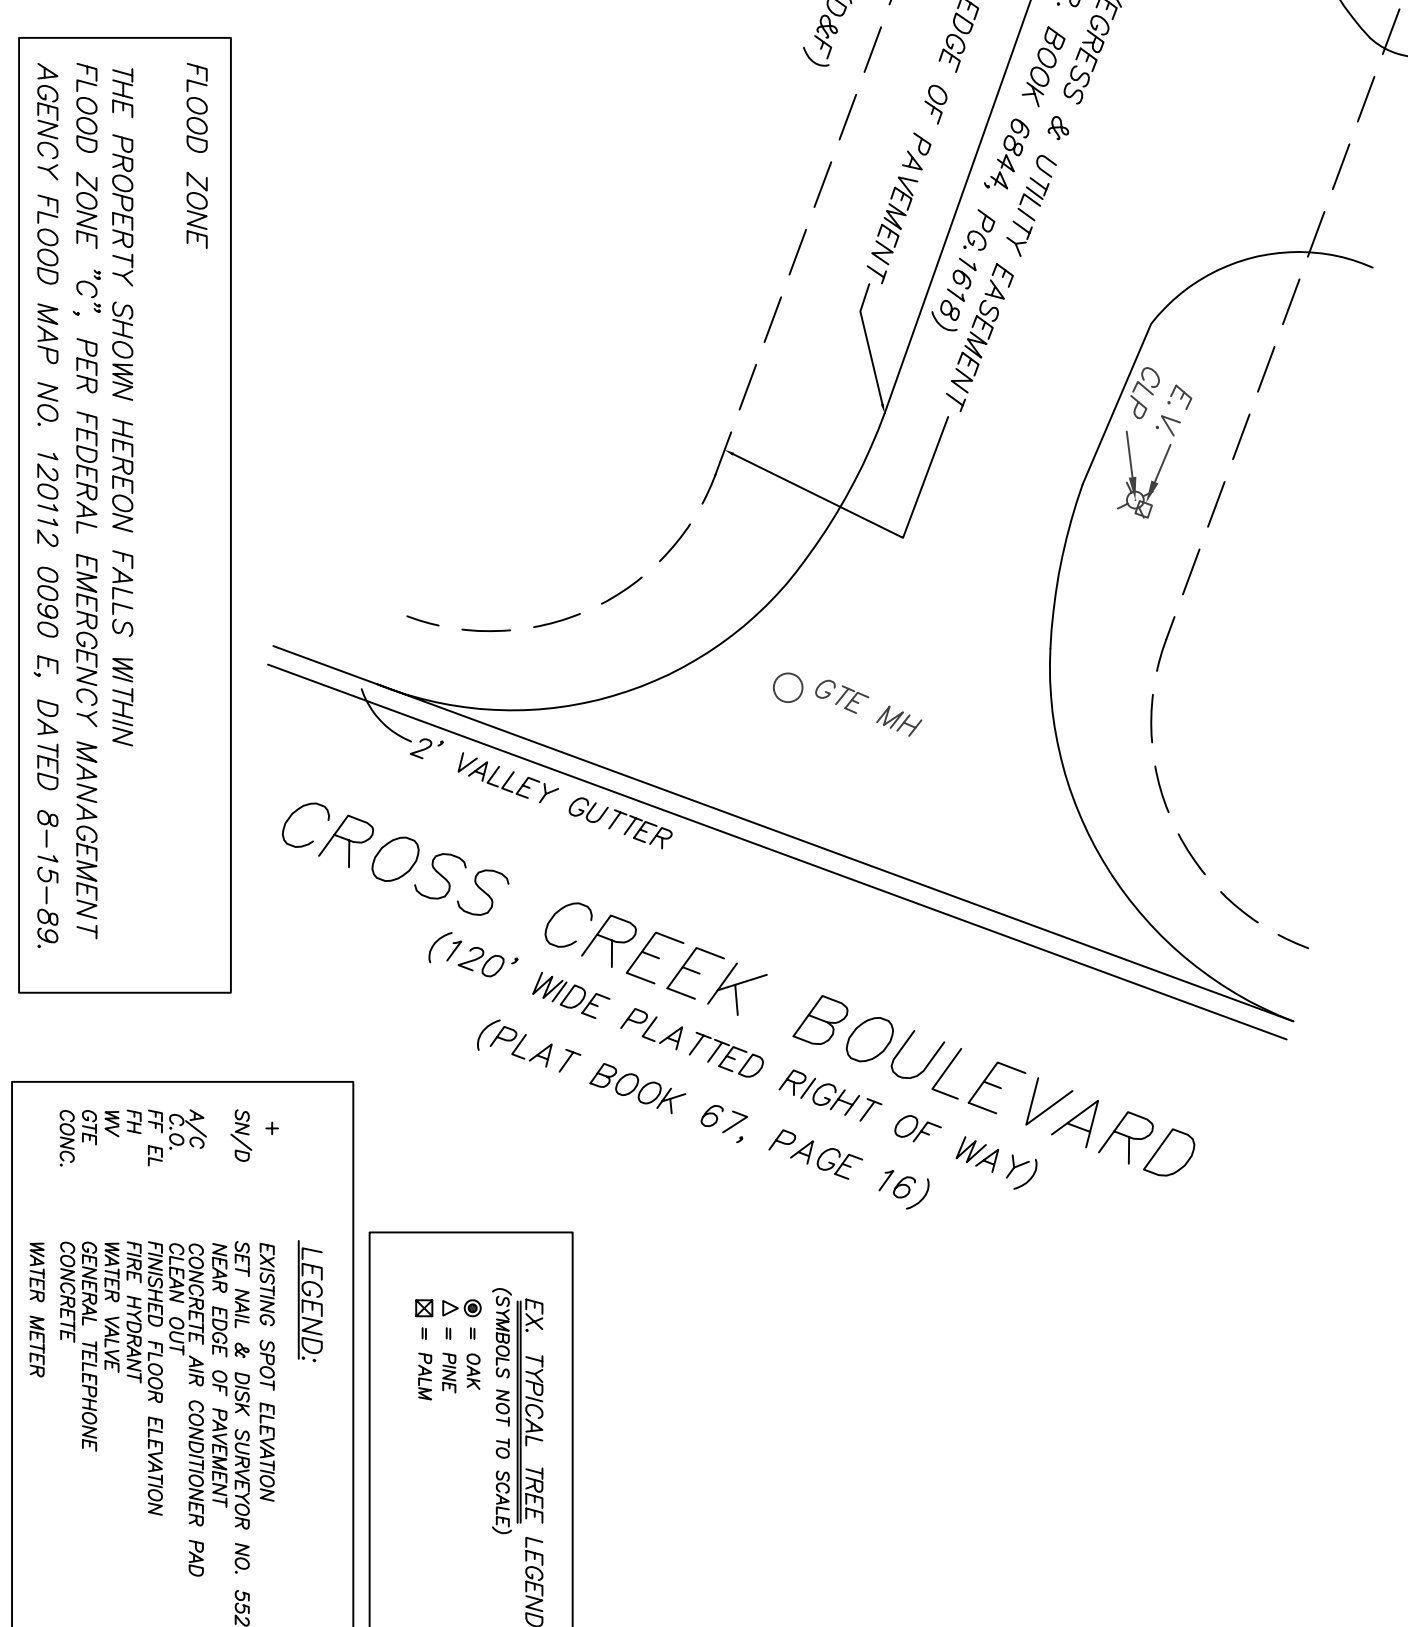 D&F)
EDGE OF PAVEMENT
EGRESS & UTILITY EASEMENT
. BOOK 6844, PG.1618)
E.V.
CLP
GTE MH
2' VALLEY GUTTER
CROSS CREEK BOULEVARD
(120' WIDE PLATTED RIGHT OF WAY)
(PLAT BOOK 67, PAGE 16)
FLOOD ZONE
THE PROPERTY SHOWN HEREON FALLS WITHIN
FLOOD ZONE "C", PER FEDERAL EMERGENCY MANAGEMENT
AGENCY FLOOD MAP NO. 120112 0090 E, DATED 8-15-89.
EX. TYPICAL TREE LEGEND
(SYMBOLS NOT TO SCALE)
= OAK
= PINE
= PALM
LEGEND:
+ EXISTING SPOT ELEVATION
SN/D SET NAIL & DISK SURVEYOR NO. 552
NEAR EDGE OF PAVEMENT
A/C CONCRETE AIR CONDITIONER PAD
C.O. CLEAN OUT
FF EL FINISHED FLOOR ELEVATION
FH FIRE HYDRANT
WV WATER VALVE
GTE GENERAL TELEPHONE
CONC. CONCRETE
WATER METER